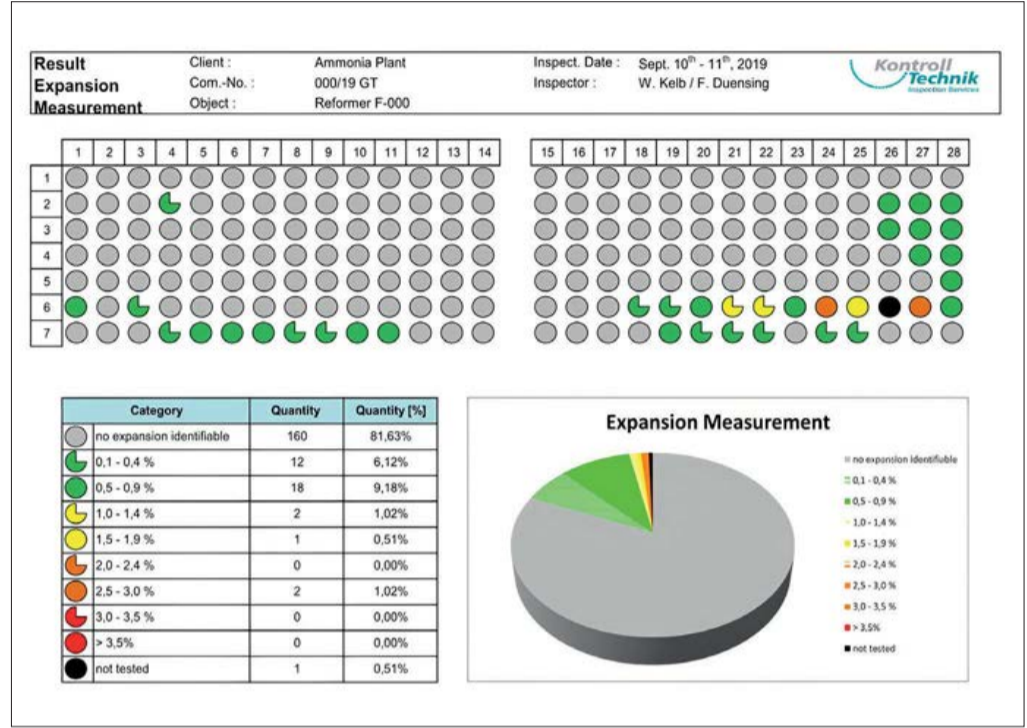 Result
Expansion
Measurement
Client :
Ammonia Plant
Com.-No. :
000/19 GT
Object :
Reformer F-000
Inspect. Date :
Sept. 10th - 11th, 2019
Inspector :
W. Kelb / F. Duensing
Kontroll
Technik
Inspection Services
1 2 3 4 5 6 7 8 9 10 11 12 13 14
15 16 17 18 19 20 21 22 23 24 25 26 27 28
1
2
3
4
5
6
7
Category Quantity Quantity [%]
no expansion identifiable 160 81,63%
0,1 - 0,4 % 12 6,12%
0,5 - 0,9 % 18 9,18%
1,0 - 1,4 % 2 1,02%
1,5 - 1,9 % 1 0,51%
2,0 - 2,4 % 0 0,00%
2,5 - 3,0 % 2 1,02%
3,0 - 3,5 % 0 0,00%
> 3,5% 0 0,00%
not tested 1 0,51%
Expansion Measurement
no expansion identifiable
0,1 - 0,4 %
0,5 - 0,9 %
1,0 - 1,4 %
1,5 - 1,9 %
2,0 - 2,4 %
2,5 - 3,0 %
3,0 - 3,5 %
> 3,5%
not tested